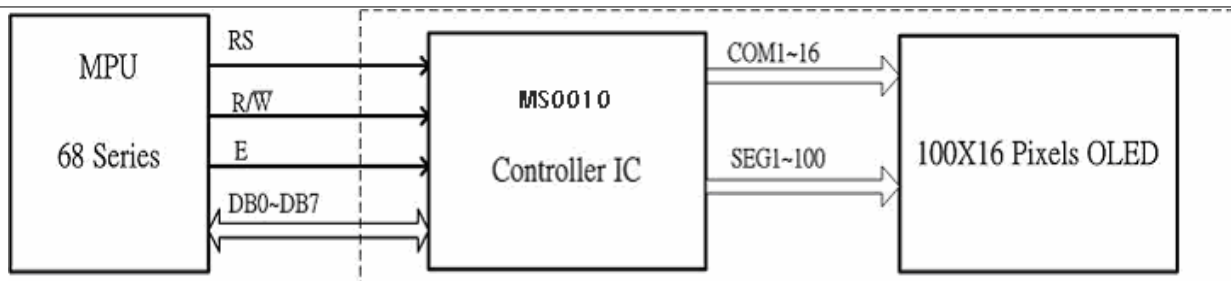 MPU
68 Series
RS
R/W̅
E
DB0~DB7
MS0010
Controller IC
COM1~16
SEG1~100
100X16 Pixels OLED